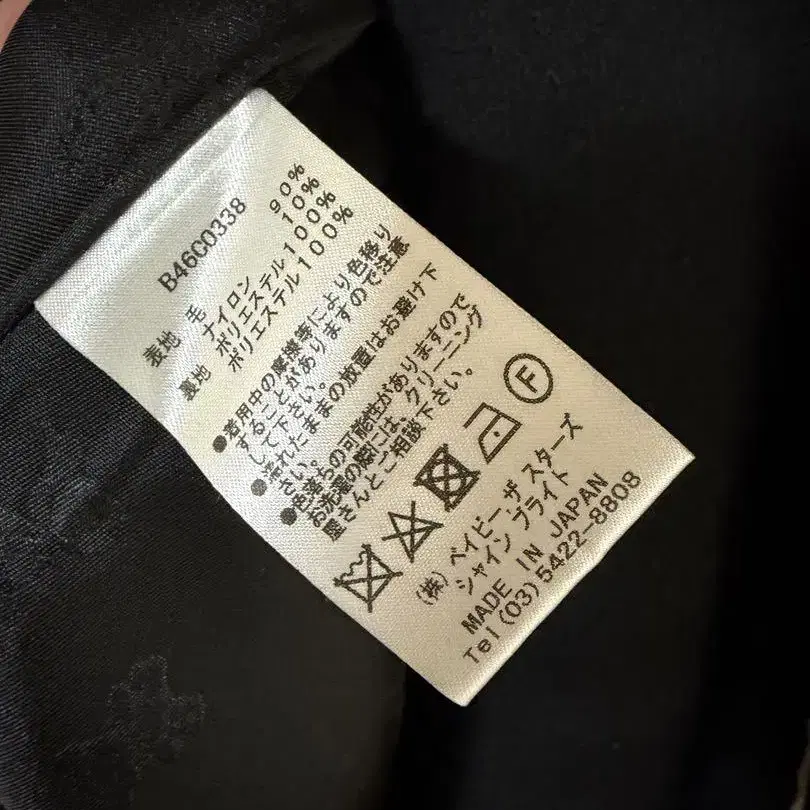 B46C0338
表地 毛 90%
ナイロン 10%
裏地 ポリエステル100%
ポリエステル100%
●着用中の摩擦等により色移り
することがありますので注意
して下さい。
●濡れたままの放置はお避け下
さい。
●色落ちの可能性がありますので
お洗濯の際には、クリーニング
屋さんとご相談下さい。
F
(株) ベイビー ザ スターズ
シャイン ブライト
MADE IN JAPAN
Tel (03) 5422-8808